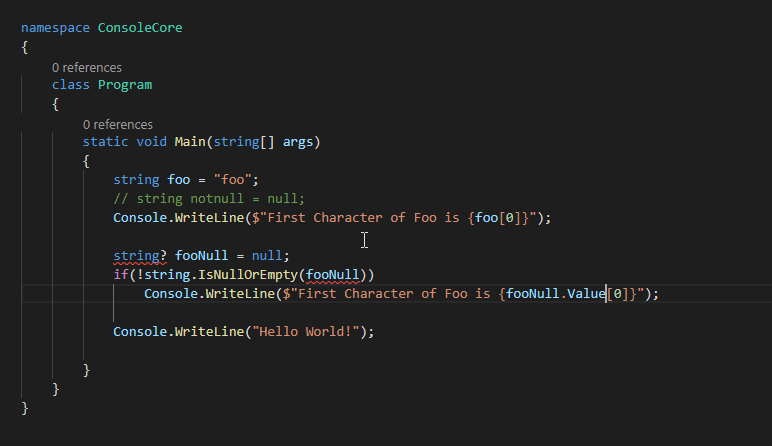 namespace ConsoleCore
{
0 references
class Program
{
0 references
static void Main(string[] args)
{
string foo = "foo";
// string notnull = null;
Console.WriteLine($"First Character of Foo is {foo[0]}");
string? fooNull = null;
if(!string.IsNullOrEmpty(fooNull))
Console.WriteLine($"First Character of Foo is {fooNull.Value[0]}");
Console.WriteLine("Hello World!");
}
}
}